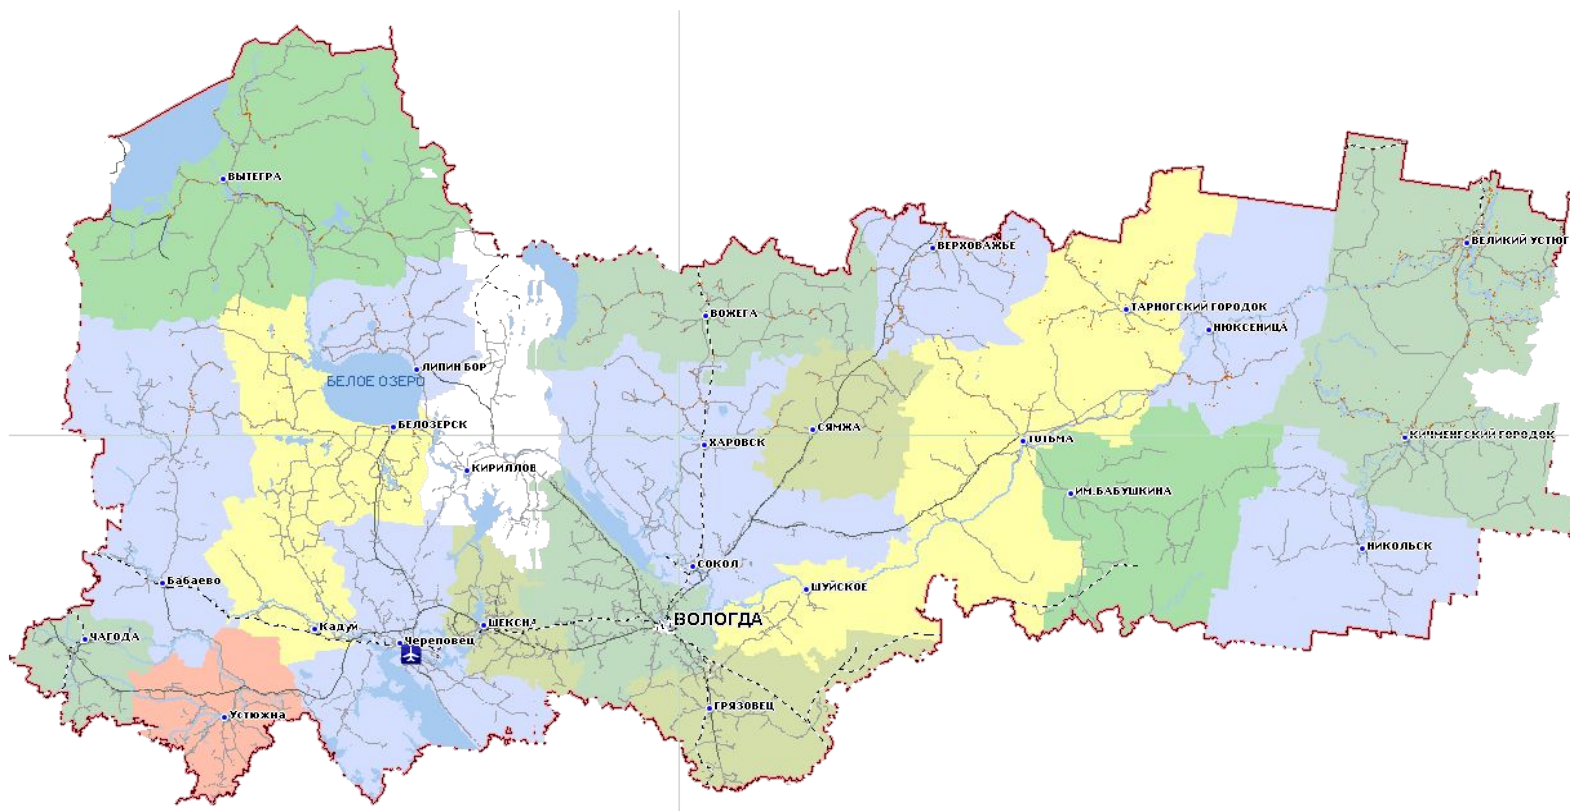 ВЫТЕГРА
ВЕЛИКИЙ УСТЮГ
ВЕРХОВАЖЬЕ
ТАРНОГСКИЙ ГОРОДОК
ВОЖЕГА
НЮКСЕНИЦА
ЛИПИН БОР
БЕЛОЕ ОЗЕРО
БЕЛОЗЕРСК
СЯМЖА
КИЧМЕНГСКИЙ ГОРОДОК
ТОТЬМА
ХАРОВСК
КИРИЛЛОВ
ИМ.БАБУШКИНА
НИКОЛЬСК
СОКОЛ
Бабаево
ШУЙСКОЕ
ВОЛОГДА
ШЕКСНА
Кадуй
ЧАГОДА
Череповец
ГРЯЗОВЕЦ
Устюжна